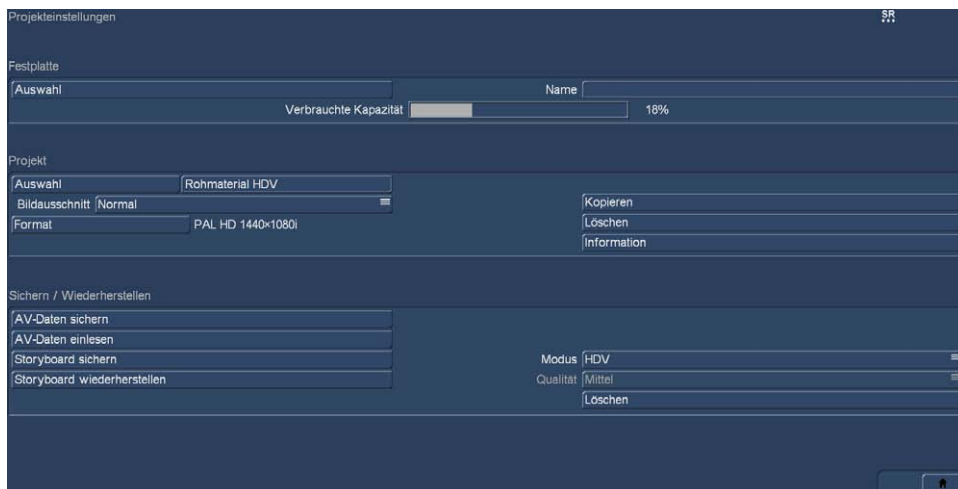 Projekteinstellungen SR
Festplatte
Auswahl Name
Verbrauchte Kapazität 18%
Projekt
Auswahl Rohmaterial HDV
Bildausschnitt Normal Kopieren
Format PAL HD 1440×1080i Löschen
Information
Sichern / Wiederherstellen
AV-Daten sichern
AV-Daten einlesen
Storyboard sichern Modus HDV
Storyboard wiederherstellen Qualität Mittel
Löschen